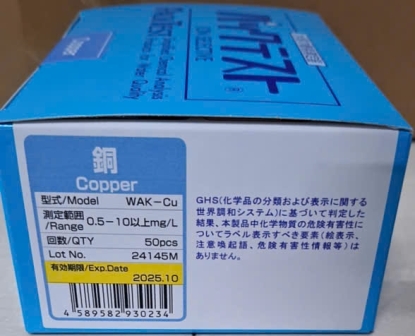 Copper
パックテスト
ION SELECTIVE
PACKTEST
銅
Copper
型式/Model WAK-Cu
測定範囲/Range 0.5-10以上mg/L
回数/QTY 50pcs
Lot No. 24145M
有効期限/Exp.Date
2025.10
4 589582 930234
GHS(化学品の分類および表示に関する
世界調和システム)に基づいて判定した
結果、本製品中化学物質の危険有害性に
ついてラベル表示すべき要素(絵表示、
注意喚起語、危険有害性情報等)は
ありません。